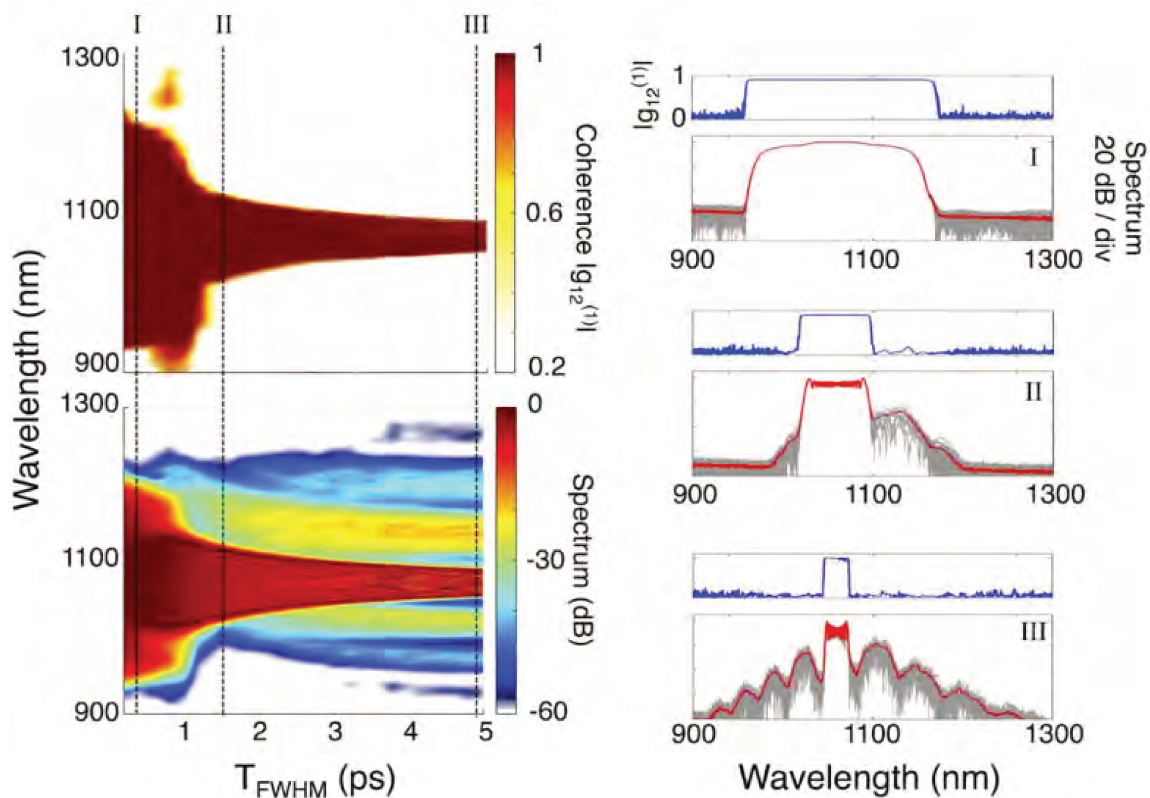 I II III
1300
1100
900
Wavelength (nm)
1
0.6
0.2
Coherence |g12(1)|
1300
1100
900
0
-30
-60
Spectrum (dB)
1 2 3 4 5
TFWHM (ps)
|g12(1)|
1
0
I
Spectrum
20 dB / div
900 1100 1300
II
900 1100 1300
III
900 1100 1300
Wavelength (nm)